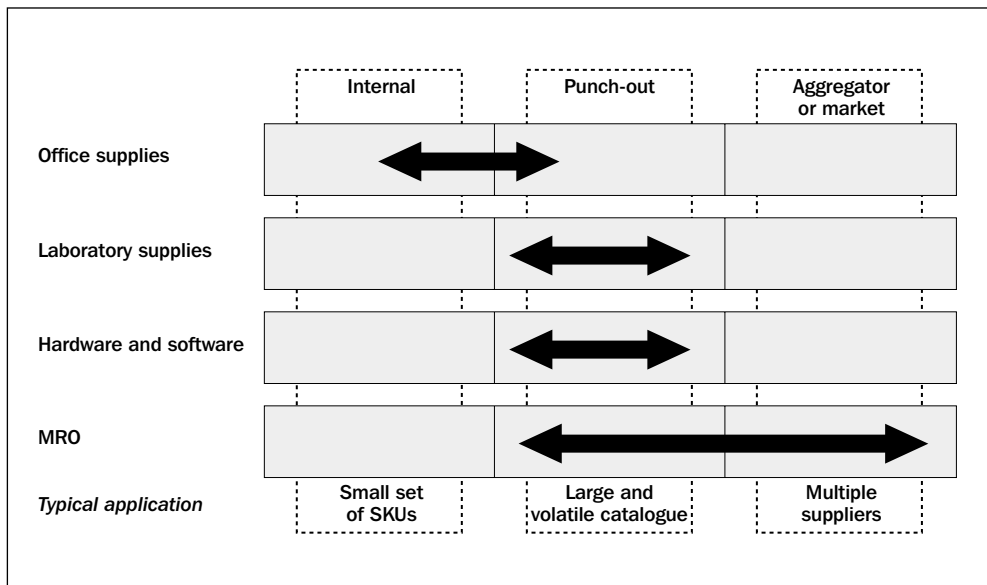 Internal
Punch-out
Aggregator
or market
Office supplies
Laboratory supplies
Hardware and software
MRO
Typical application
Small set
of SKUs
Large and
volatile catalogue
Multiple
suppliers